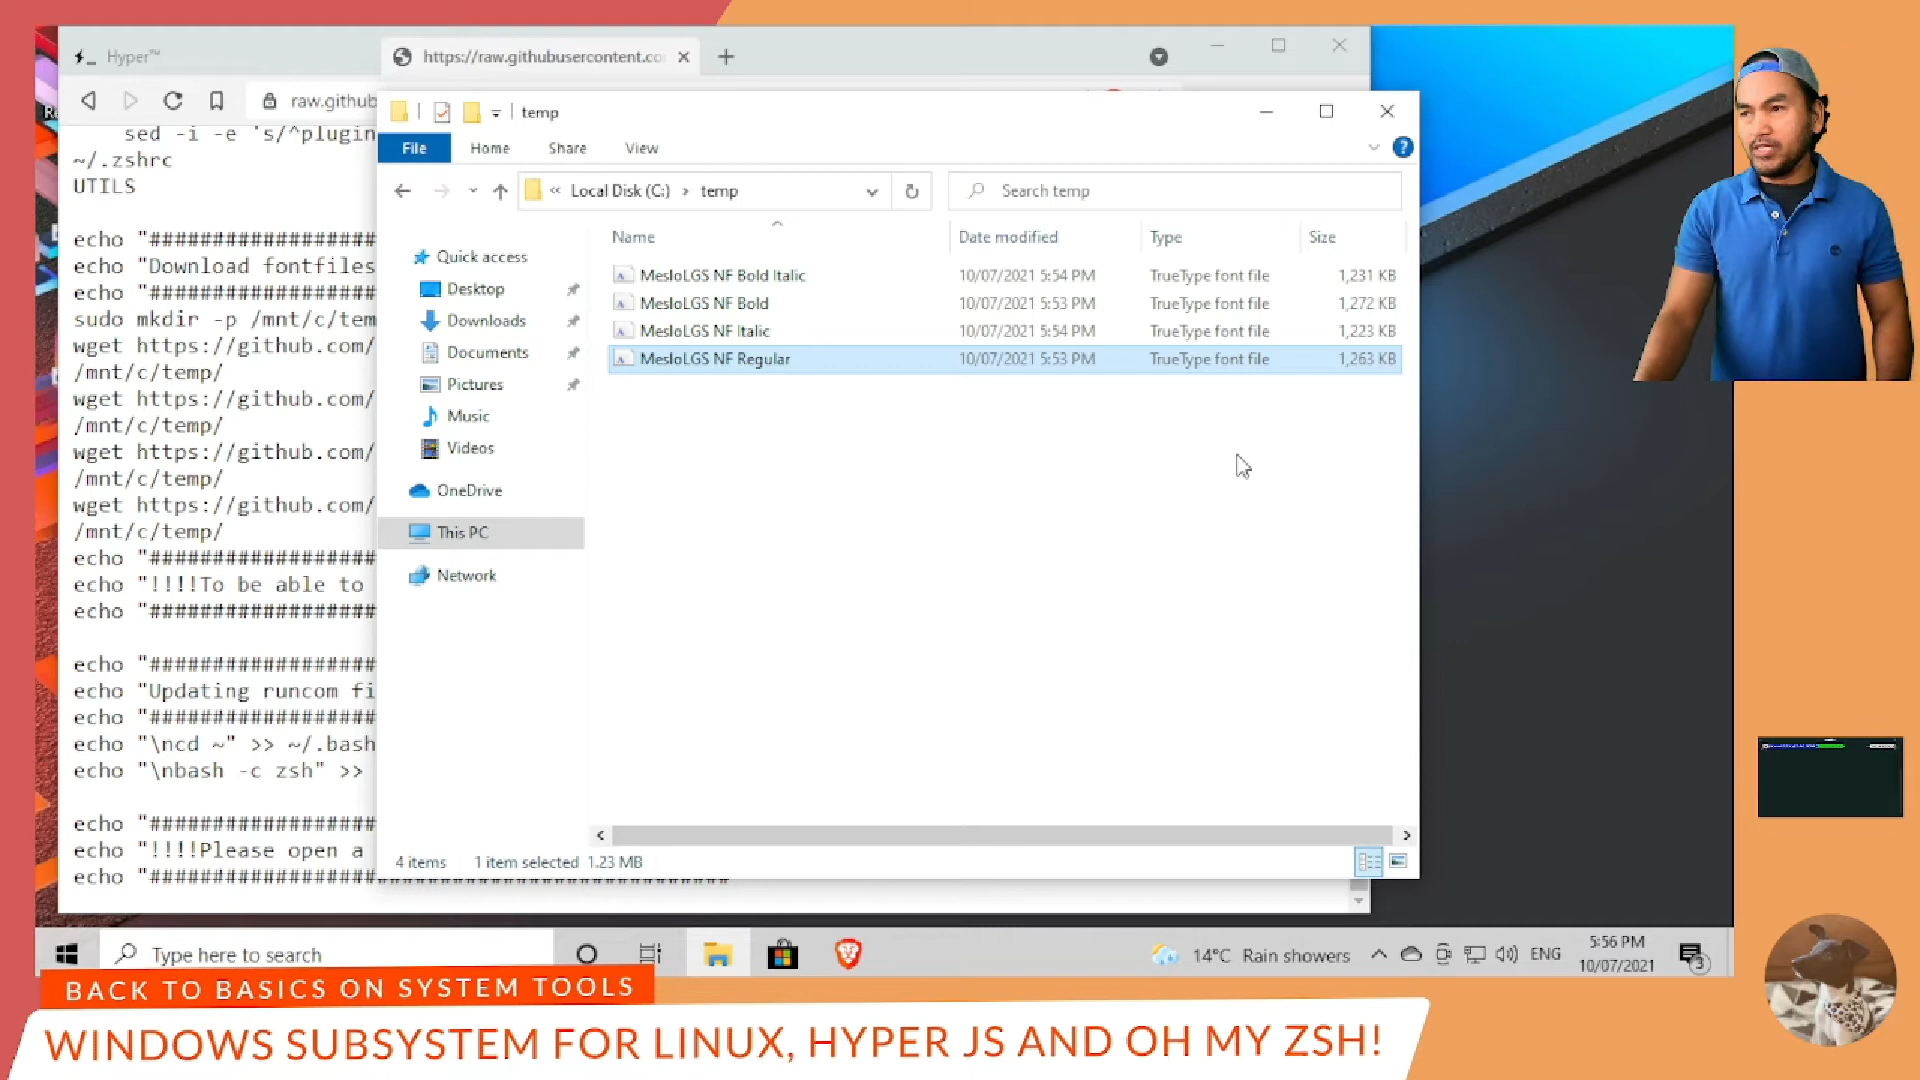 Hyper™
https://raw.githubusercontent.co
raw.github
sed -i -e 's/^plugin
~/.zshrc
UTILS
echo "##################
echo "Download fontfiles
echo "##################
sudo mkdir -p /mnt/c/tem
wget https://github.com/
/mnt/c/temp/
wget https://github.com/
/mnt/c/temp/
wget https://github.com/
/mnt/c/temp/
wget https://github.com/
/mnt/c/temp/
echo "##################
echo "!!!!To be able to
echo "##################
echo "##################
echo "Updating runcom fi
echo "##################
echo "\ncd ~" >> ~/.bash
echo "\nbash -c zsh" >>
echo "##################
echo "!!!!Please open a
echo "##############################################
temp
File Home Share View
« Local Disk (C:) › temp
Search temp
Quick access
Desktop
Downloads
Documents
Pictures
Music
Videos
OneDrive
This PC
Network
Name Date modified Type Size
MesloLGS NF Bold Italic 10/07/2021 5:54 PM TrueType font file 1,231 KB
MesloLGS NF Bold 10/07/2021 5:53 PM TrueType font file 1,272 KB
MesloLGS NF Italic 10/07/2021 5:54 PM TrueType font file 1,223 KB
MesloLGS NF Regular 10/07/2021 5:53 PM TrueType font file 1,263 KB
4 items 1 item selected 1.23 MB
Type here to search
14°C Rain showers
ENG
5:56 PM
10/07/2021
3
BACK TO BASICS ON SYSTEM TOOLS
WINDOWS SUBSYSTEM FOR LINUX, HYPER JS AND OH MY ZSH!